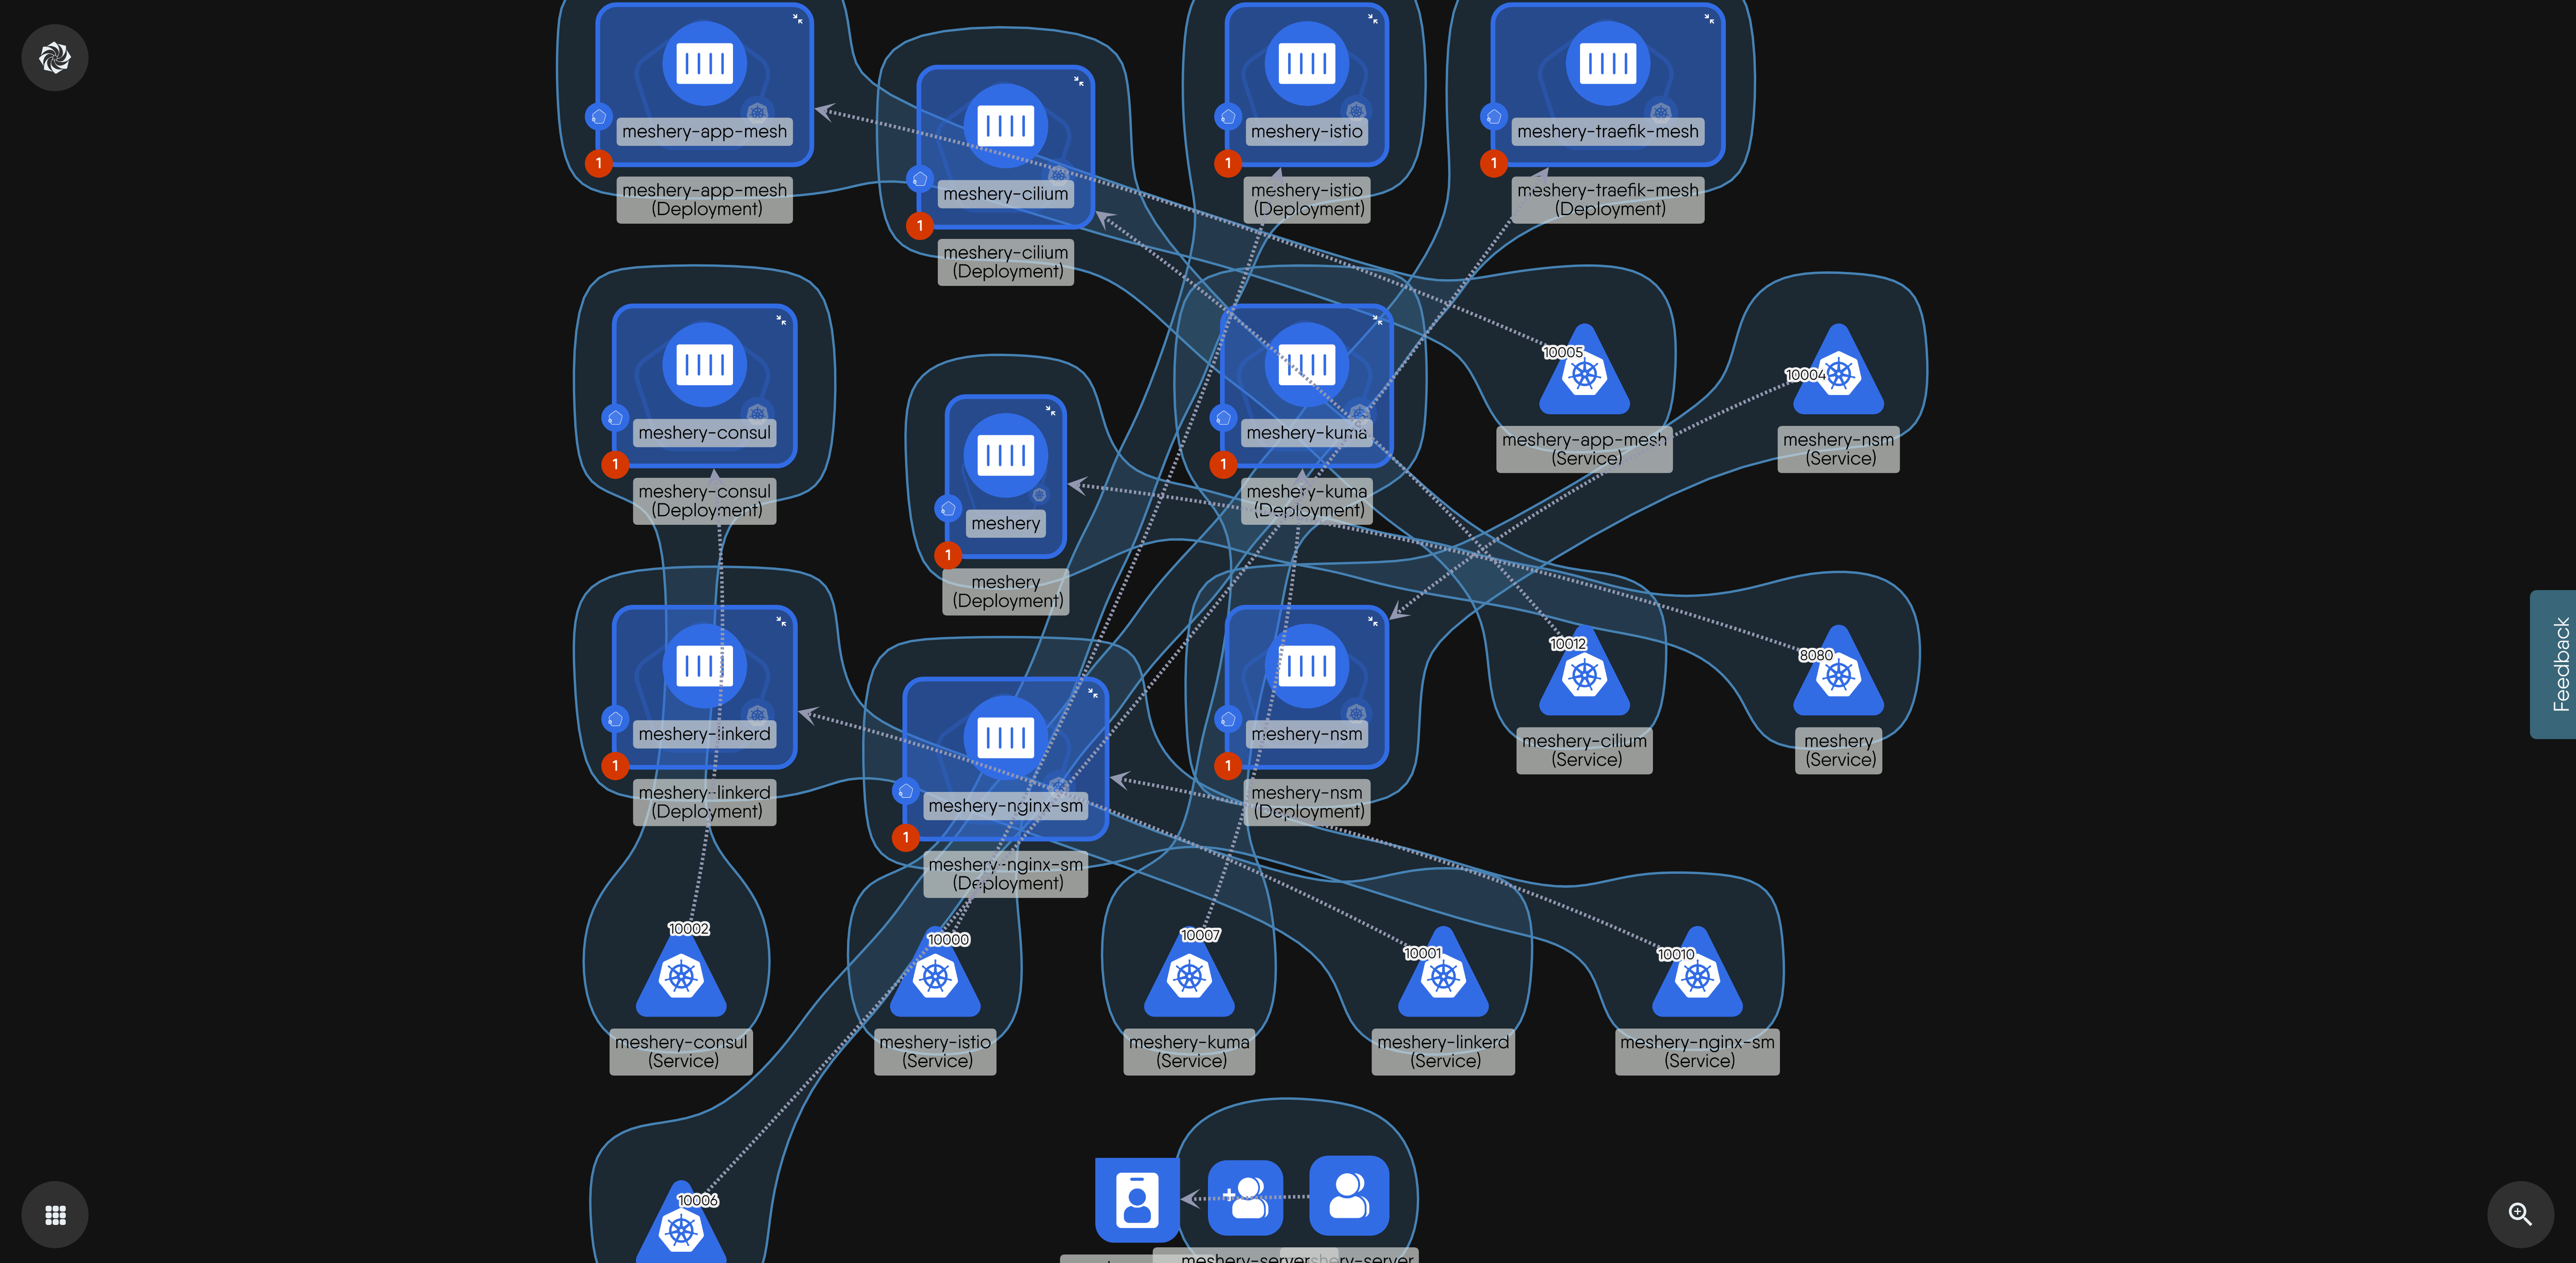 meshery-app-mesh
1
meshery-app-mesh
(Deployment)
meshery-cilium
1
meshery-cilium
(Deployment)
meshery-istio
1
meshery-istio
(Deployment)
meshery-traefik-mesh
1
meshery-traefik-mesh
(Deployment)
meshery-consul
1
meshery-consul
(Deployment)
meshery
1
meshery
(Deployment)
meshery-kuma
1
meshery-kuma
(Deployment)
10005
meshery-app-mesh
(Service)
10004
meshery-nsm
(Service)
meshery-linkerd
1
meshery-linkerd
(Deployment)
meshery-nginx-sm
1
meshery-nginx-sm
(Deployment)
meshery-nsm
1
meshery-nsm
(Deployment)
10012
meshery-cilium
(Service)
8080
meshery
(Service)
Feedback
10002
meshery-consul
(Service)
10000
meshery-istio
(Service)
10007
meshery-kuma
(Service)
10001
meshery-linkerd
(Service)
10010
meshery-nginx-sm
(Service)
10006
meshery-server